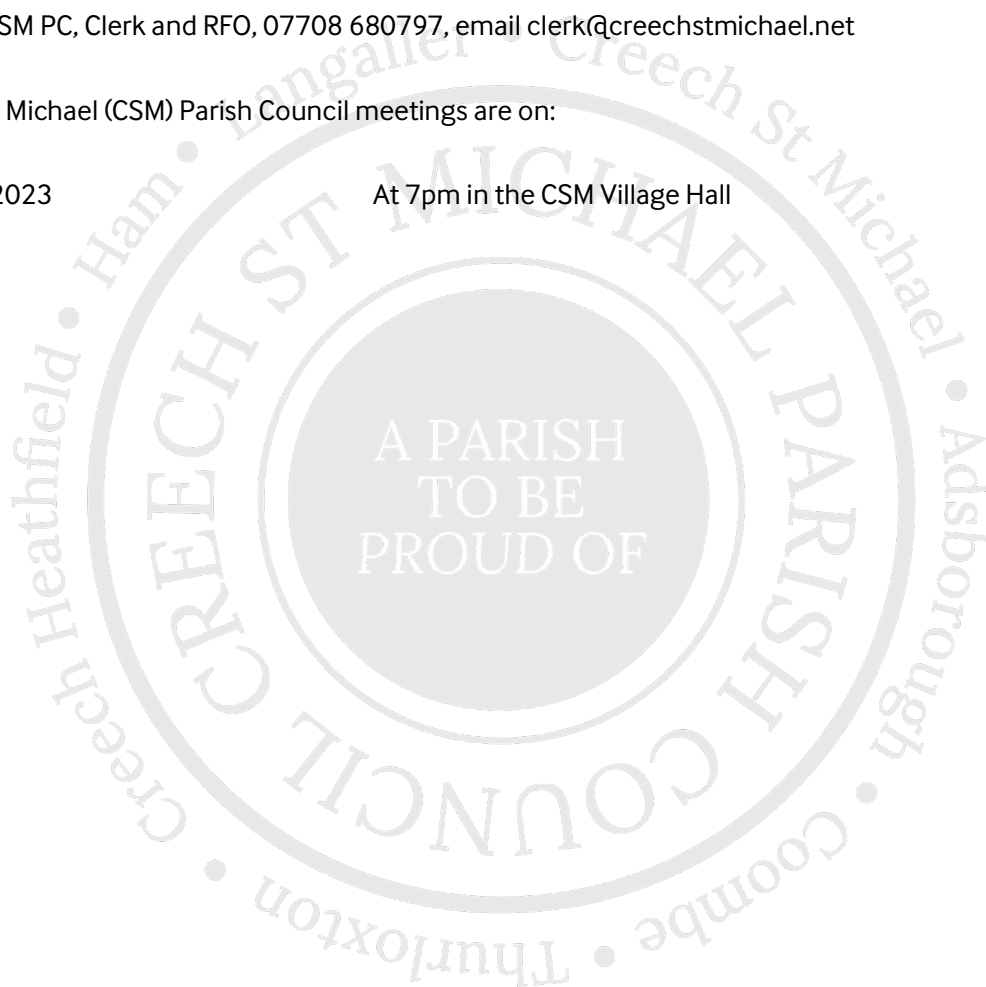 SM PC, Clerk and RFO, 07708 680797, email clerk@creechstmichael.net
Michael (CSM) Parish Council meetings are on:
2023 At 7pm in the CSM Village Hall
CREECH ST MICHAEL PARISH COUNCIL
A PARISH
TO BE
PROUD OF
Creech Heathfield • Ham • Langaller • Creech St Michael • Adsborough • Coombe • Thurloxton •